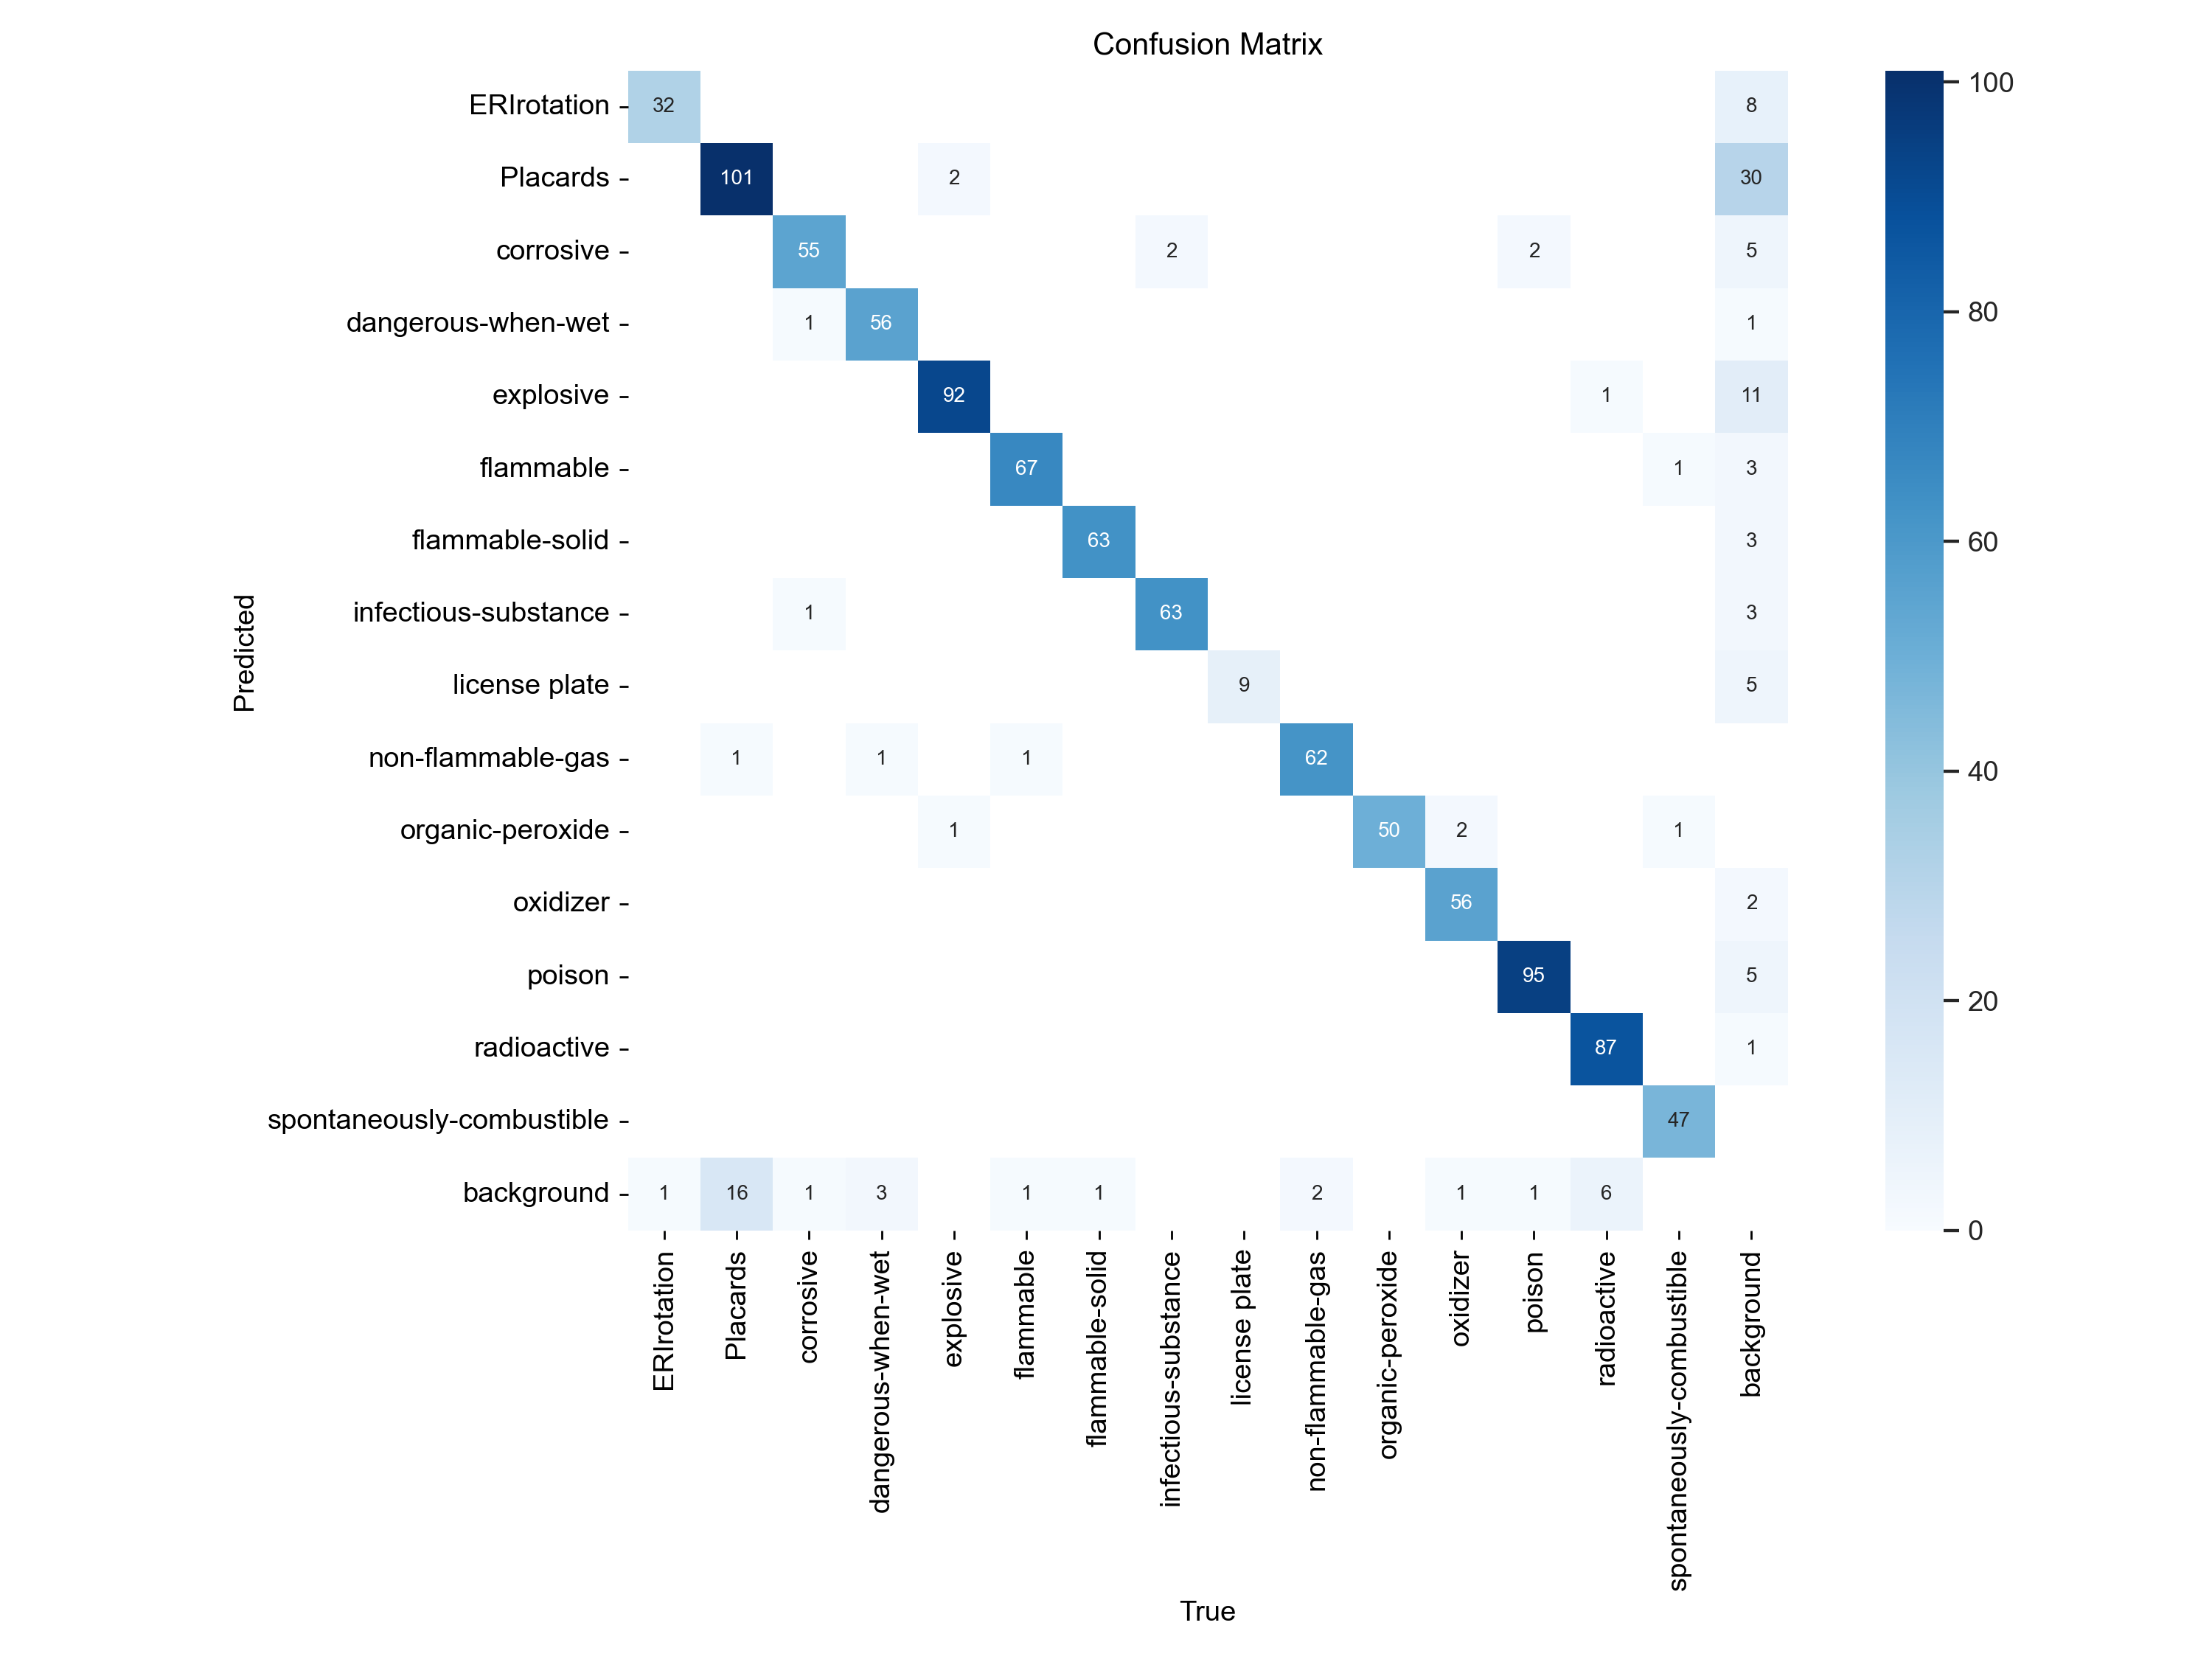 Confusion Matrix
ERIrotation 32 8
Placards 101 2 30
corrosive 55 2 2 5
dangerous-when-wet 1 56 1
explosive 92 1 11
flammable 67 1 3
flammable-solid 63 3
infectious-substance 1 63 3
license plate 9 5
non-flammable-gas 1 1 1 62
organic-peroxide 1 50 2 1
oxidizer 56 2
poison 95 5
radioactive 87 1
spontaneously-combustible 47
background 1 16 1 3 1 1 2 1 1 6
Predicted
ERIrotation
Placards
corrosive
dangerous-when-wet
explosive
flammable
flammable-solid
infectious-substance
license plate
non-flammable-gas
organic-peroxide
oxidizer
poison
radioactive
spontaneously-combustible
background
True
100
80
60
40
20
0